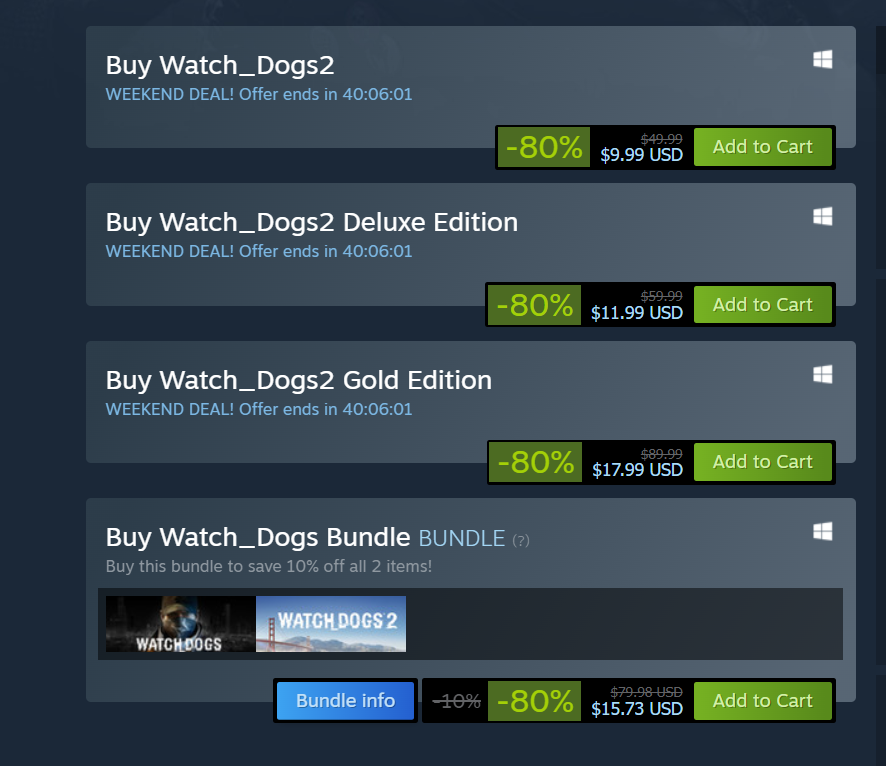 Buy Watch_Dogs2
WEEKEND DEAL! Offer ends in 40:06:01
-80%
$49.99
$9.99 USD
Add to Cart
Buy Watch_Dogs2 Deluxe Edition
WEEKEND DEAL! Offer ends in 40:06:01
-80%
$59.99
$11.99 USD
Add to Cart
Buy Watch_Dogs2 Gold Edition
WEEKEND DEAL! Offer ends in 40:06:01
-80%
$89.99
$17.99 USD
Add to Cart
Buy Watch_Dogs Bundle BUNDLE (?)
Buy this bundle to save 10% off all 2 items!
WATCH_DOGS
WATCH_DOGS 2
Bundle info
-10%
-80%
$79.98 USD
$15.73 USD
Add to Cart